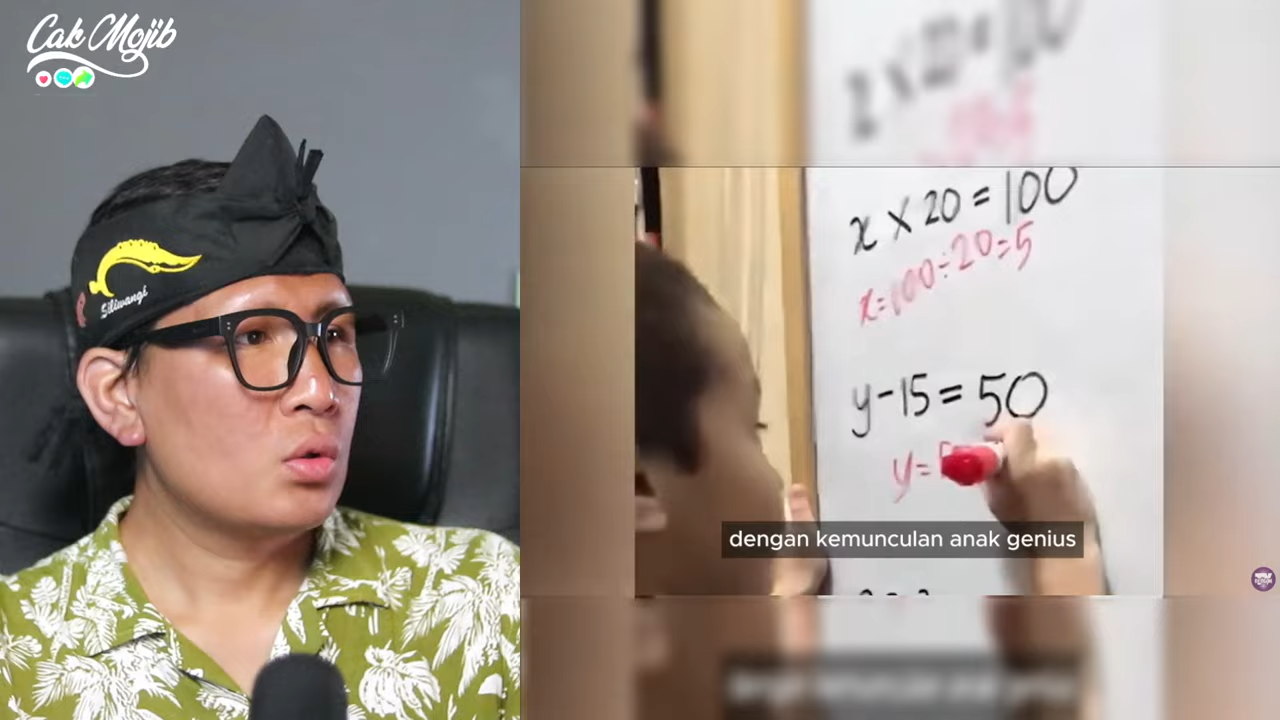 Cak Mojib
Siliwangi
x × 20 = 100
x = 100 ÷ 20 = 5
y - 15 = 50
y =
dengan kemunculan anak genius